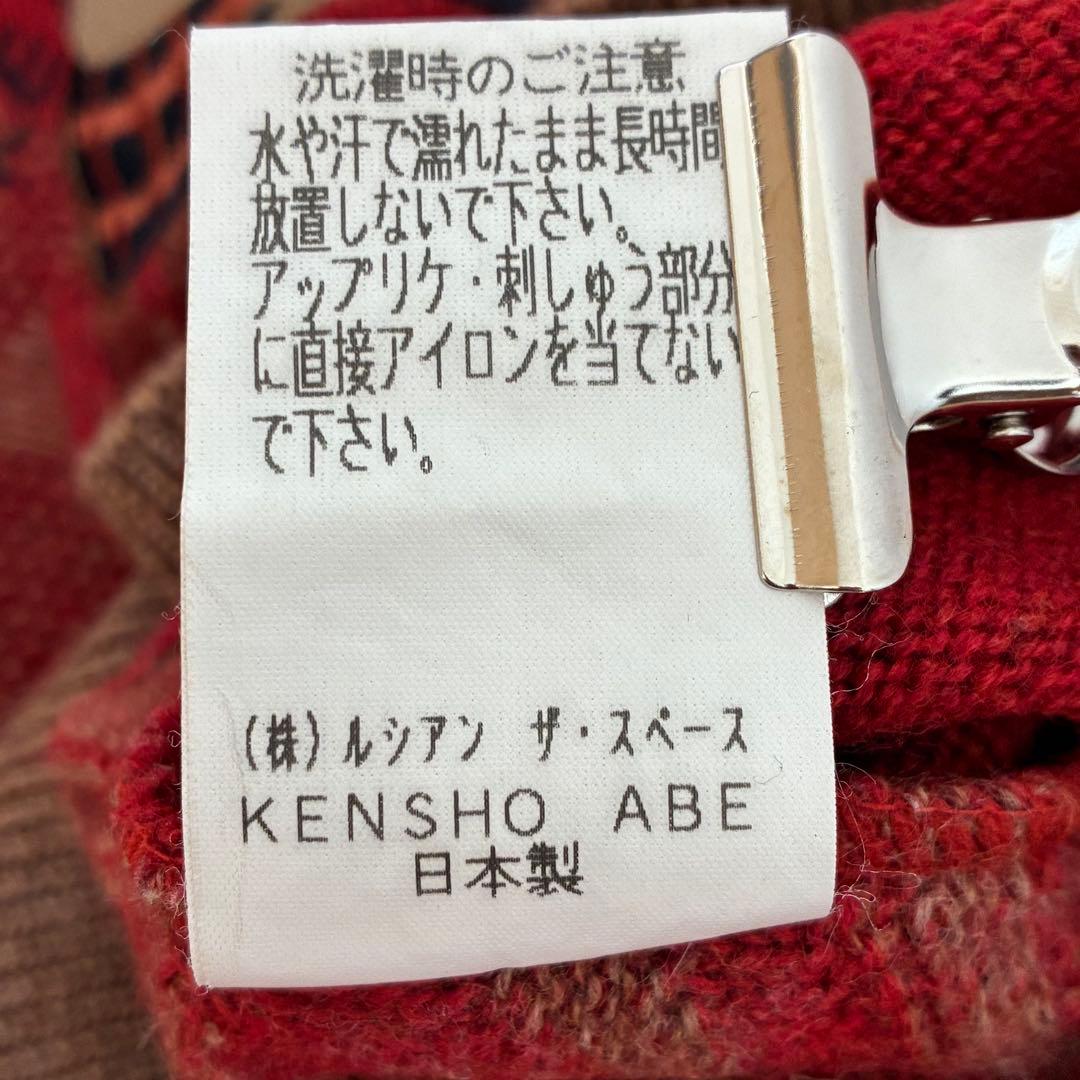 洗濯時のご注意
水や汗で濡れたまま長時間
放置しないで下さい。
アップリケ・刺しゅう部分
に直接アイロンを当てない
で下さい。
(株)ルシアン ザ・スペース
KENSHO ABE
日本製